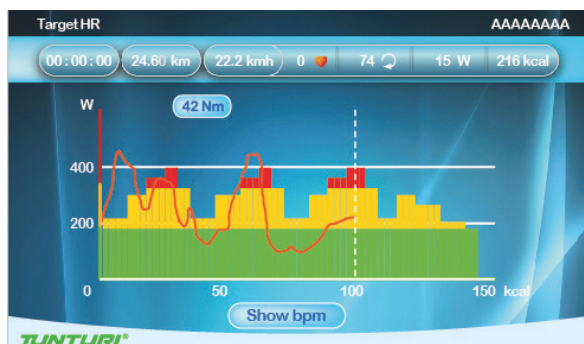 Target HR AAAAAAAA
00:00:00 24.60 km 22.2 kmh 0 74 15 W 216 kcal
W 42 Nm
400
200
0 50 100 150 kcal
Show bpm
TUNTURI®